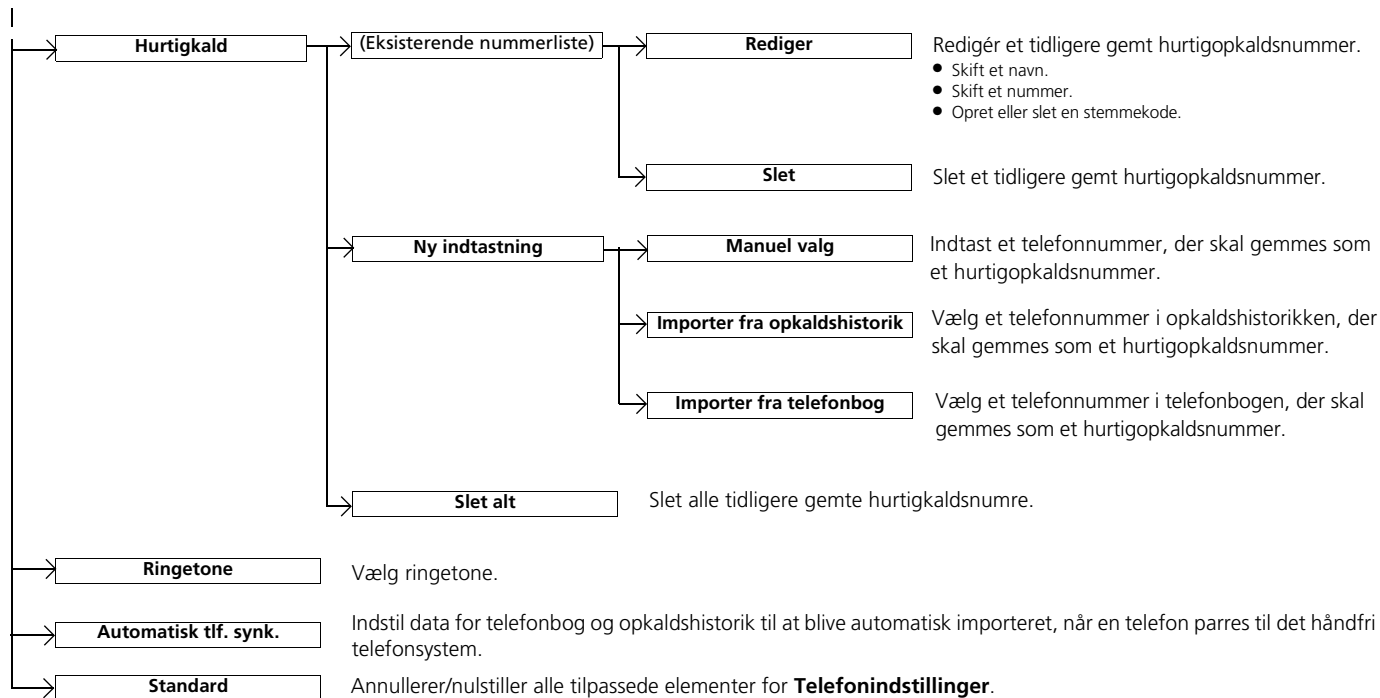 Hurtigkald
(Eksisterende nummerliste)
Rediger
Redigér et tidligere gemt hurtigopkaldsnummer.
● Skift et navn.
● Skift et nummer.
● Opret eller slet en stemmekode.
Slet
Slet et tidligere gemt hurtigopkaldsnummer.
Ny indtastning
Manuel valg
Indtast et telefonnummer, der skal gemmes som
et hurtigopkaldsnummer.
Importer fra opkaldshistorik
Vælg et telefonnummer i opkaldshistorikken, der
skal gemmes som et hurtigopkaldsnummer.
Importer fra telefonbog
Vælg et telefonnummer i telefonbogen, der skal
gemmes som et hurtigopkaldsnummer.
Slet alt
Slet alle tidligere gemte hurtigkaldsnumre.
Ringetone
Vælg ringetone.
Automatisk tlf. synk.
Indstil data for telefonbog og opkaldshistorik til at blive automatisk importeret, når en telefon parres til det håndfri
telefonsystem.
Standard
Annullerer/nulstiller alle tilpassede elementer for Telefonindstillinger.